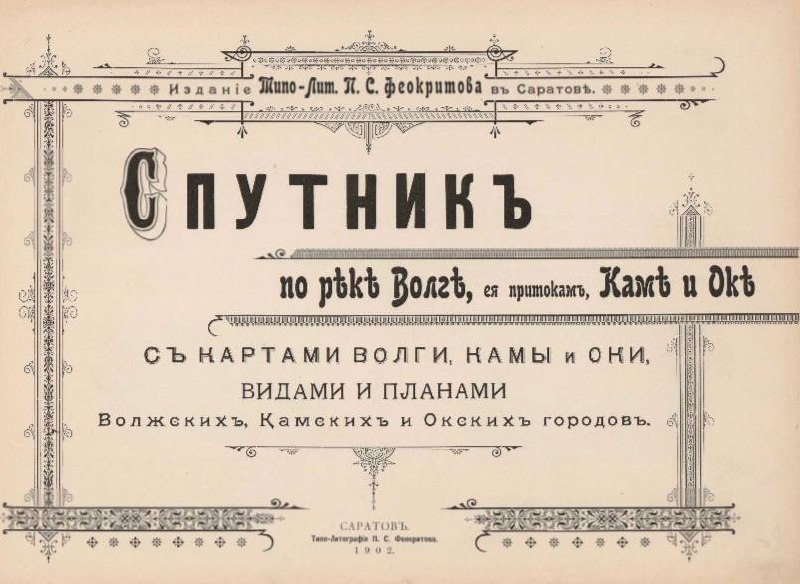 Изданіе Типо-Лит. П. С. Феокритова въ Саратовѣ.
Спутникъ
по рѣкѣ Волгѣ, ея притокамъ, Камѣ и Окѣ
СЪ КАРТАМИ ВОЛГИ, КАМЫ и ОКИ,
ВИДАМИ И ПЛАНАМИ
Волжскихъ, Камскихъ и Окскихъ городовъ.
САРАТОВЪ.
Типо-Литографія П. С. Феокритова.
1902.